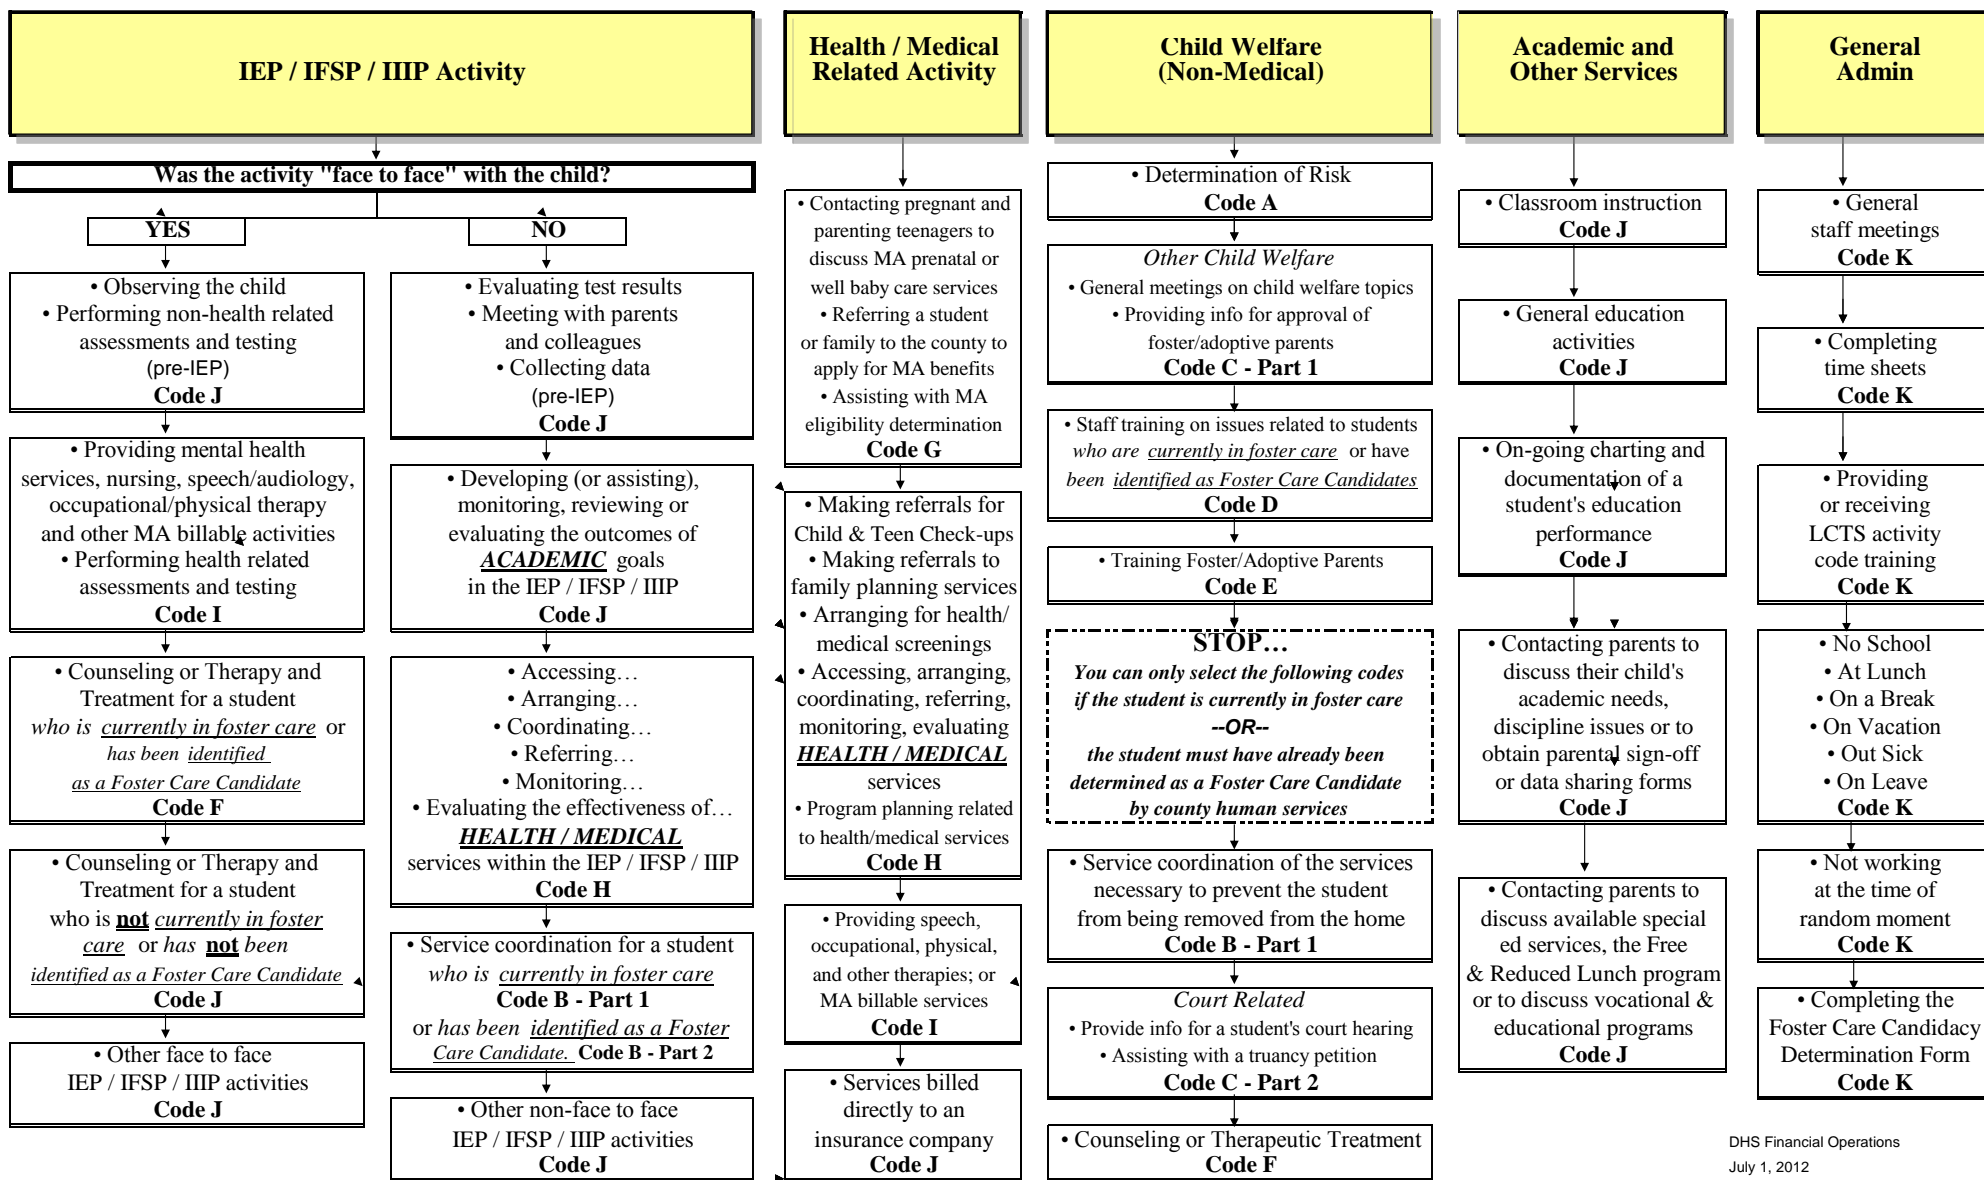 IEP / IFSP / IIIP Activity
Was the activity "face to face" with the child?
YES
• Observing the child
• Performing non-health related
assessments and testing
(pre-IEP)
Code J
• Providing mental health
services, nursing, speech/audiology,
occupational/physical therapy
and other MA billable activities
• Performing health related
assessments and testing
Code I
• Counseling or Therapy and
Treatment for a student
who is currently in foster care or
has been identified
as a Foster Care Candidate
Code F
• Counseling or Therapy and
Treatment for a student
who is not currently in foster
care or has not been
identified as a Foster Care Candidate
Code J
• Other face to face
IEP / IFSP / IIIP activities
Code J
NO
• Evaluating test results
• Meeting with parents
and colleagues
• Collecting data
(pre-IEP)
Code J
• Developing (or assisting),
monitoring, reviewing or
evaluating the outcomes of
ACADEMIC goals
in the IEP / IFSP / IIIP
Code J
• Accessing…
• Arranging…
• Coordinating…
• Referring…
• Monitoring…
• Evaluating the effectiveness of…
HEALTH / MEDICAL
services within the IEP / IFSP / IIIP
Code H
• Service coordination for a student
who is currently in foster care
Code B - Part 1
or has been identified as a Foster
Care Candidate. Code B - Part 2
• Other non-face to face
IEP / IFSP / IIIP activities
Code J
Health / Medical
Related Activity
• Contacting pregnant and
parenting teenagers to
discuss MA prenatal or
well baby care services
• Referring a student
or family to the county to
apply for MA benefits
• Assisting with MA
eligibility determination
Code G
• Making referrals for
Child & Teen Check-ups
• Making referrals to
family planning services
• Arranging for health/
medical screenings
• Accessing, arranging,
coordinating, referring,
monitoring, evaluating
HEALTH / MEDICAL
services
• Program planning related
to health/medical services
Code H
• Providing speech,
occupational, physical,
and other therapies; or
MA billable services
Code I
• Services billed
directly to an
insurance company
Code J
Child Welfare
(Non-Medical)
• Determination of Risk
Code A
Other Child Welfare
• General meetings on child welfare topics
• Providing info for approval of
foster/adoptive parents
Code C - Part 1
• Staff training on issues related to students
who are currently in foster care or have
been identified as Foster Care Candidates
Code D
• Training Foster/Adoptive Parents
Code E
STOP…
You can only select the following codes
if the student is currently in foster care
--OR--
the student must have already been
determined as a Foster Care Candidate
by county human services
• Service coordination of the services
necessary to prevent the student
from being removed from the home
Code B - Part 1
Court Related
• Provide info for a student's court hearing
• Assisting with a truancy petition
Code C - Part 2
• Counseling or Therapeutic Treatment
Code F
Academic and
Other Services
• Classroom instruction
Code J
• General education
activities
Code J
• On-going charting and
documentation of a
student's education
performance
Code J
• Contacting parents to
discuss their child's
academic needs,
discipline issues or to
obtain parental sign-off
or data sharing forms
Code J
• Contacting parents to
discuss available special
ed services, the Free
& Reduced Lunch program
or to discuss vocational &
educational programs
Code J
General
Admin
• General
staff meetings
Code K
• Completing
time sheets
Code K
• Providing
or receiving
LCTS activity
code training
Code K
• No School
• At Lunch
• On a Break
• On Vacation
• Out Sick
• On Leave
Code K
• Not working
at the time of
random moment
Code K
• Completing the
Foster Care Candidacy
Determination Form
Code K
DHS Financial Operations
July 1, 2012